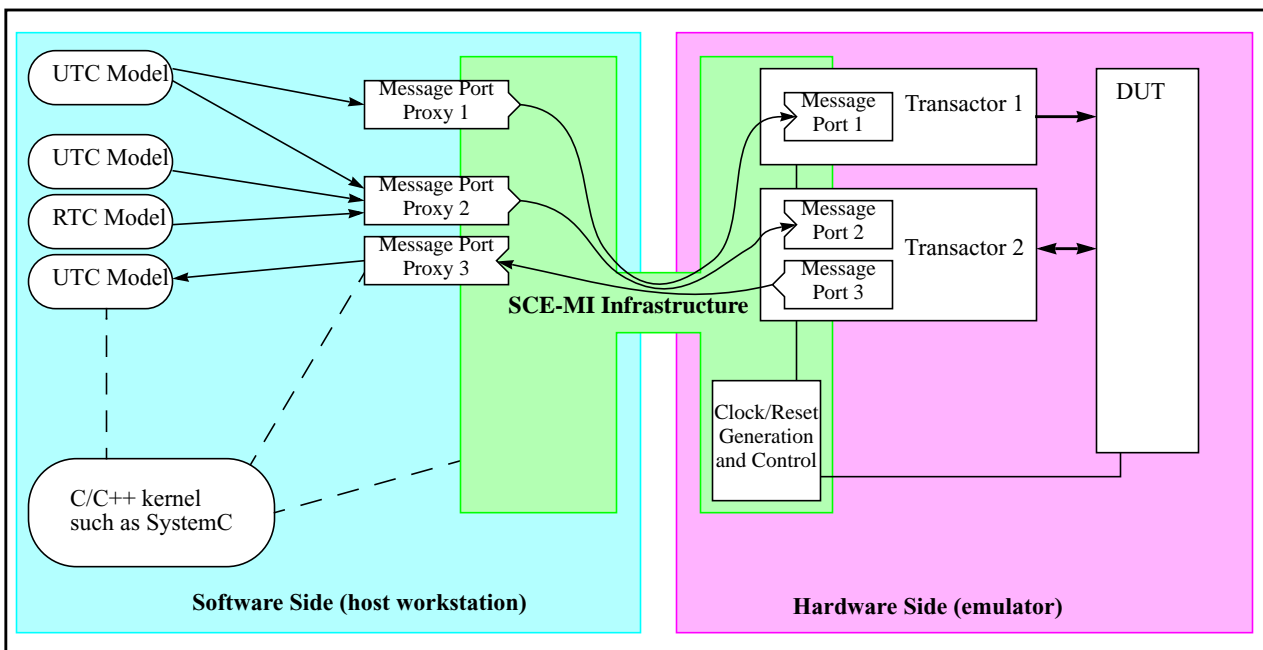 UTC Model
UTC Model
RTC Model
UTC Model
Message Port
Proxy 1
Message Port
Proxy 2
Message Port
Proxy 3
C/C++ kernel
such as SystemC
Software Side (host workstation)
SCE-MI Infrastructure
Message
Port 1
Transactor 1
Message
Port 2
Message
Port 3
Transactor 2
DUT
Clock/Reset
Generation
and Control
Hardware Side (emulator)